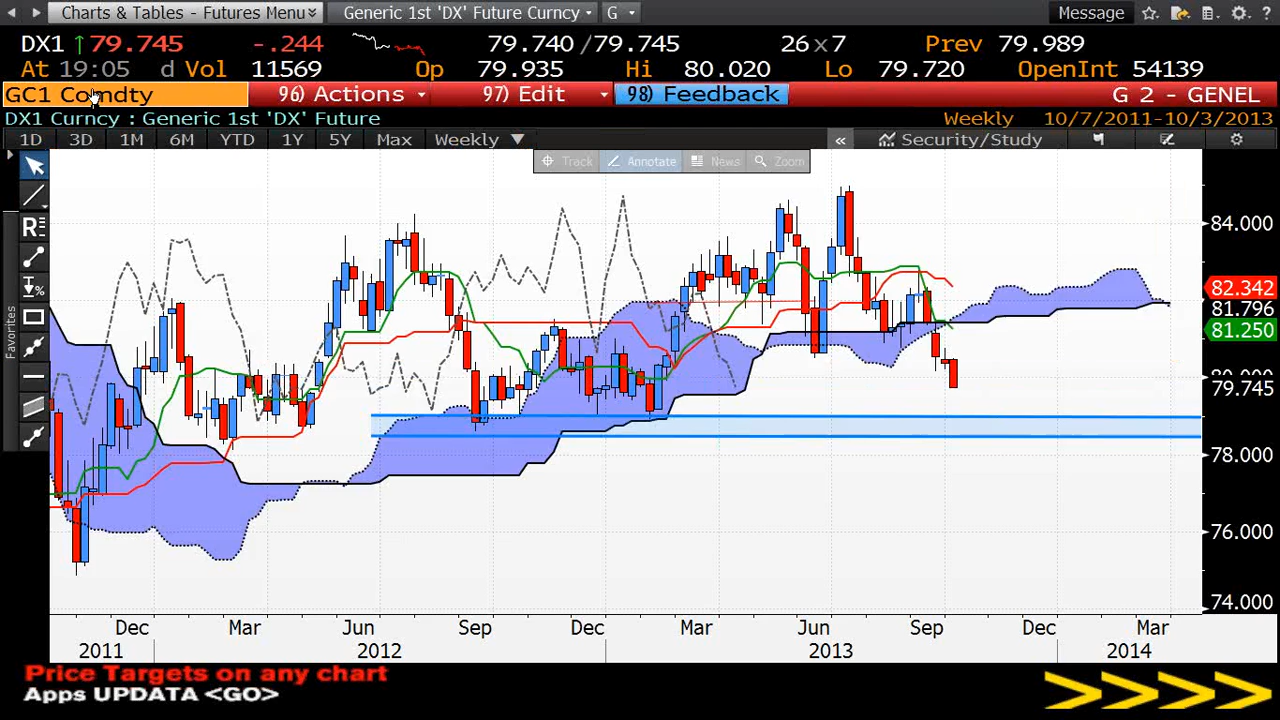 Charts & Tables - Futures Menu Generic 1st 'DX' Future Curncy G Message ?
DX1 ↑79.745 -.244 79.740 /79.745 26x7 Prev 79.989
At 19:05 d Vol 11569 Op 79.935 Hi 80.020 Lo 79.720 OpenInt 54139
GC1 Comdty 96) Actions 97) Edit 98) Feedback G 2 - GENEL
DX1 Curncy : Generic 1st 'DX' Future Weekly 10/7/2011-10/3/2013
1D 3D 1M 6M YTD 1Y 5Y Max Weekly « Security/Study
Track Annotate News Zoom
R
%
Favorites
84.000
82.342
81.796
81.250
79.745
78.000
76.000
74.000
Dec Mar Jun Sep Dec Mar Jun Sep Dec Mar
2011 2012 2013 2014
Price Targets on any chart
Apps UPDATA <GO>